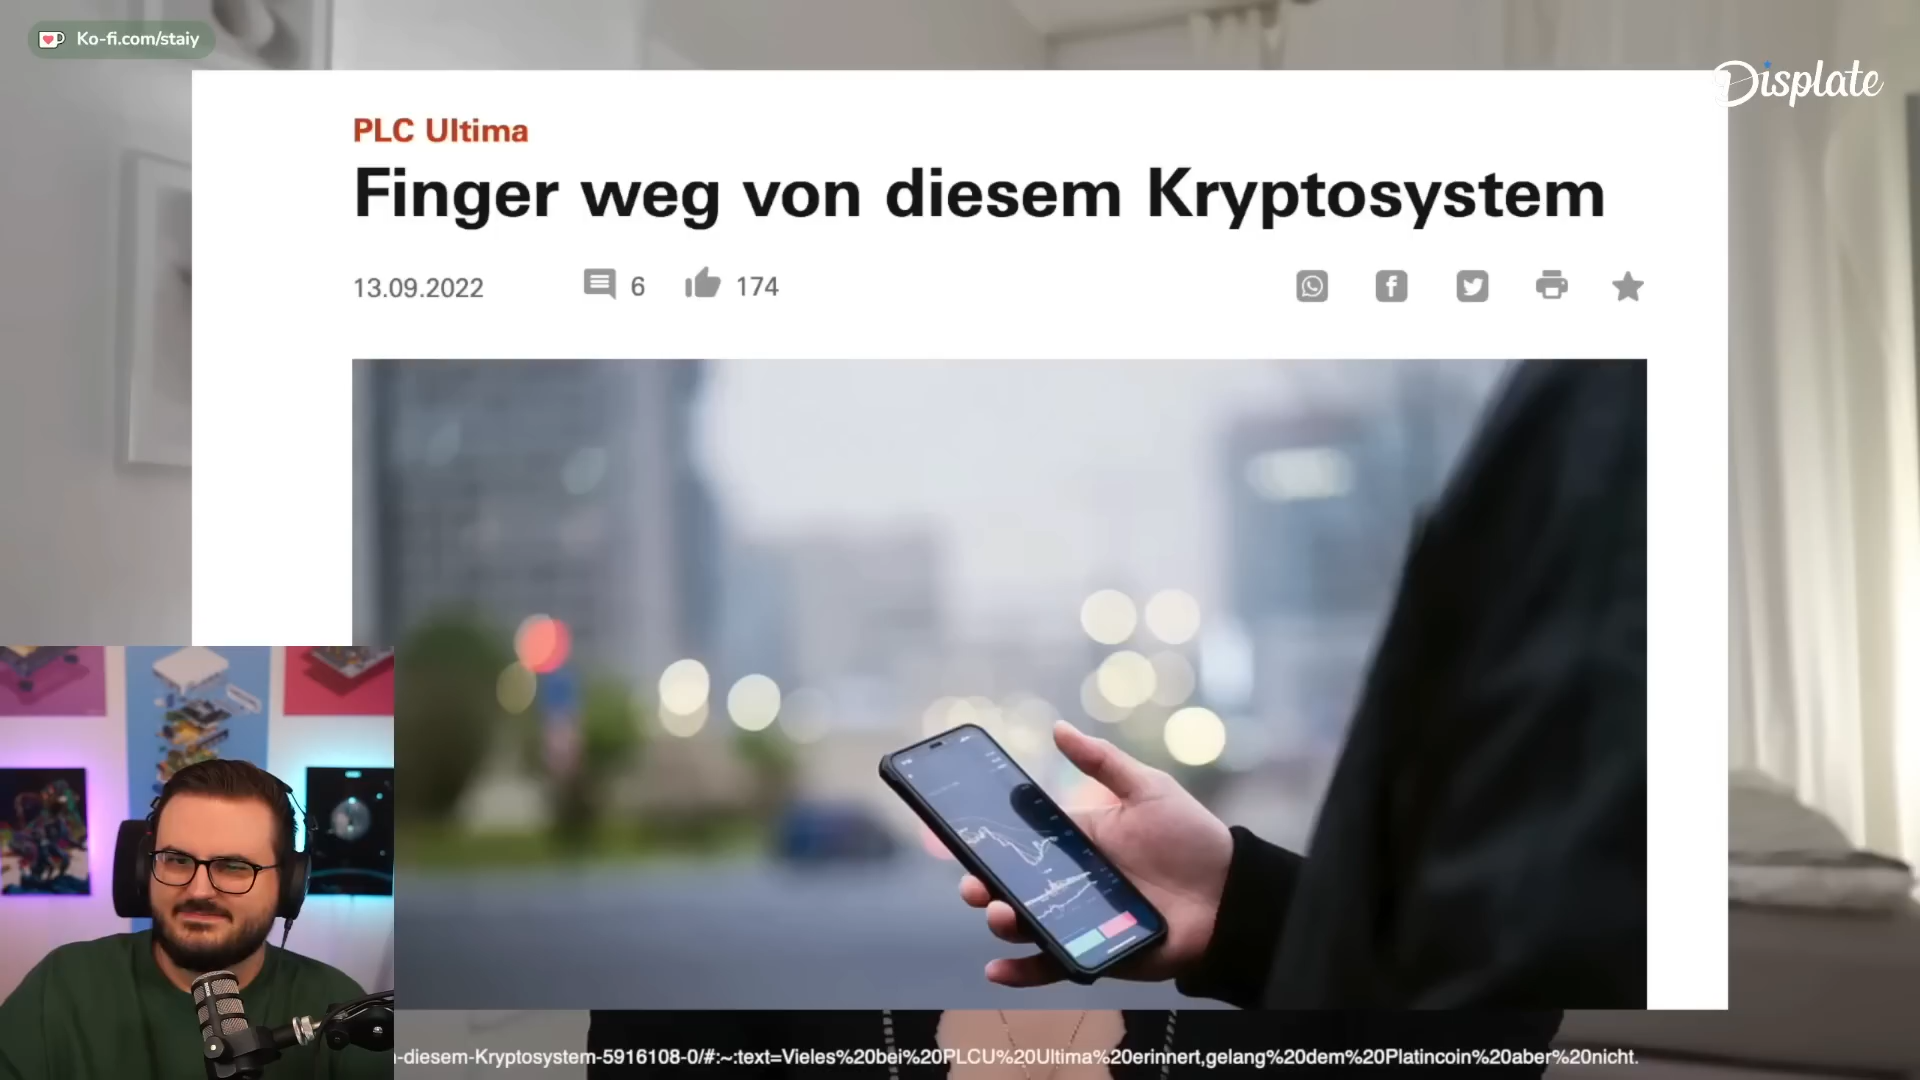 Ko-fi.com/staiy
Displate
PLC Ultima
Finger weg von diesem Kryptosystem
13.09.2022
6
174
-diesem-Kryptosystem-5916108-0/#:~:text=Vieles%20bei%20PLCU%20Ultima%20erinnert,gelang%20dem%20Platincoin%20aber%20nicht.